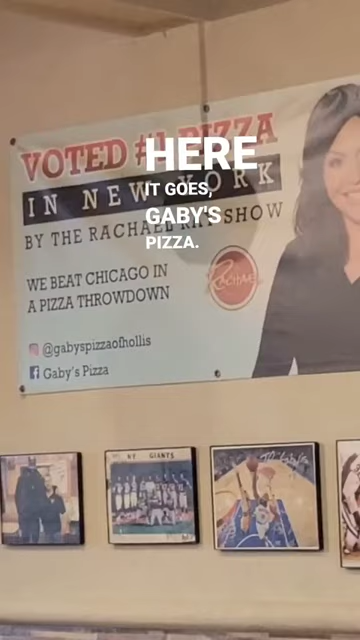 VOTED #1 PIZZA
IN NEW YORK
BY THE RACHAEL RAY SHOW
WE BEAT CHICAGO IN
A PIZZA THROWDOWN
Rachael
@gabyspizzaofhollis
Gaby's Pizza
HERE
IT GOES,
GABY'S
PIZZA.
NY GIANTS